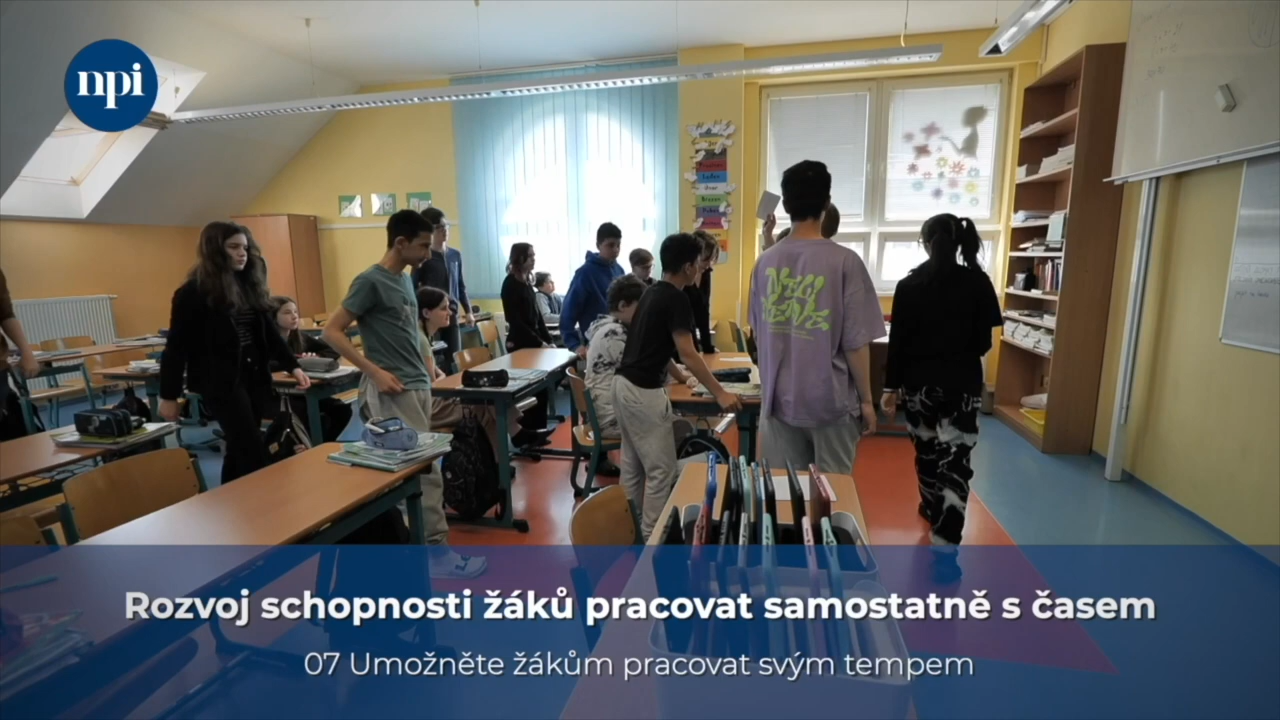 npi
Rozvoj schopnosti žáků pracovat samostatně s časem
07 Umožněte žákům pracovat svým tempem